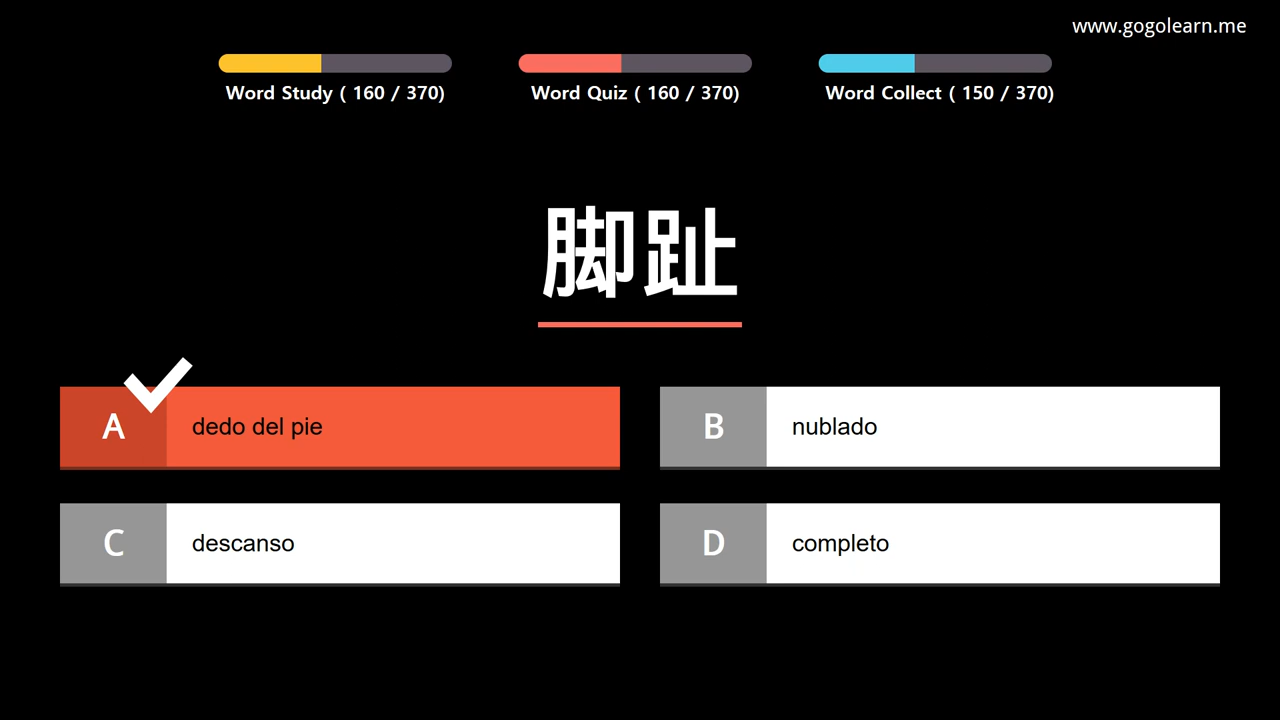 www.gogolearn.me
Word Study ( 160 / 370)
Word Quiz ( 160 / 370)
Word Collect ( 150 / 370)
脚趾
A dedo del pie
B nublado
C descanso
D completo